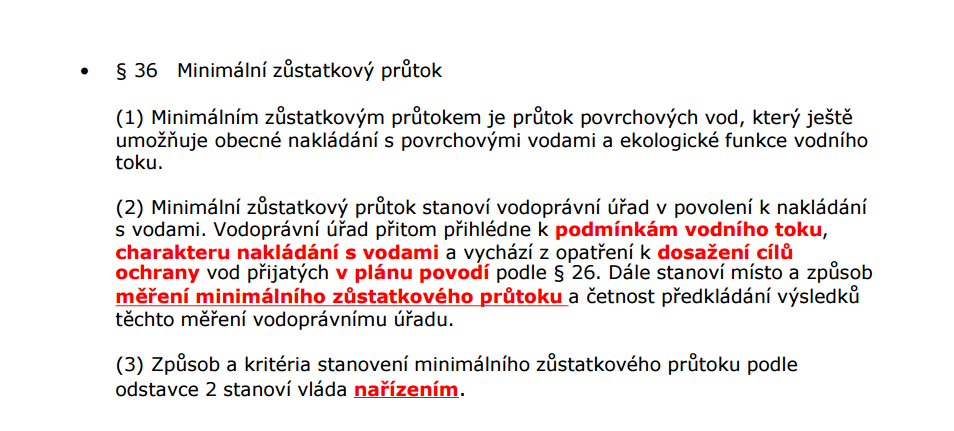 • § 36 Minimální zůstatkový průtok
(1) Minimálním zůstatkovým průtokem je průtok povrchových vod, který ještě
umožňuje obecné nakládání s povrchovými vodami a ekologické funkce vodního
toku.
(2) Minimální zůstatkový průtok stanoví vodoprávní úřad v povolení k nakládání
s vodami. Vodoprávní úřad přitom přihlédne k podmínkám vodního toku,
charakteru nakládání s vodami a vychází z opatření k dosažení cílů
ochrany vod přijatých v plánu povodí podle § 26. Dále stanoví místo a způsob
měření minimálního zůstatkového průtoku a četnost předkládání výsledků
těchto měření vodoprávnímu úřadu.
(3) Způsob a kritéria stanovení minimálního zůstatkového průtoku podle
odstavce 2 stanoví vláda nařízením.